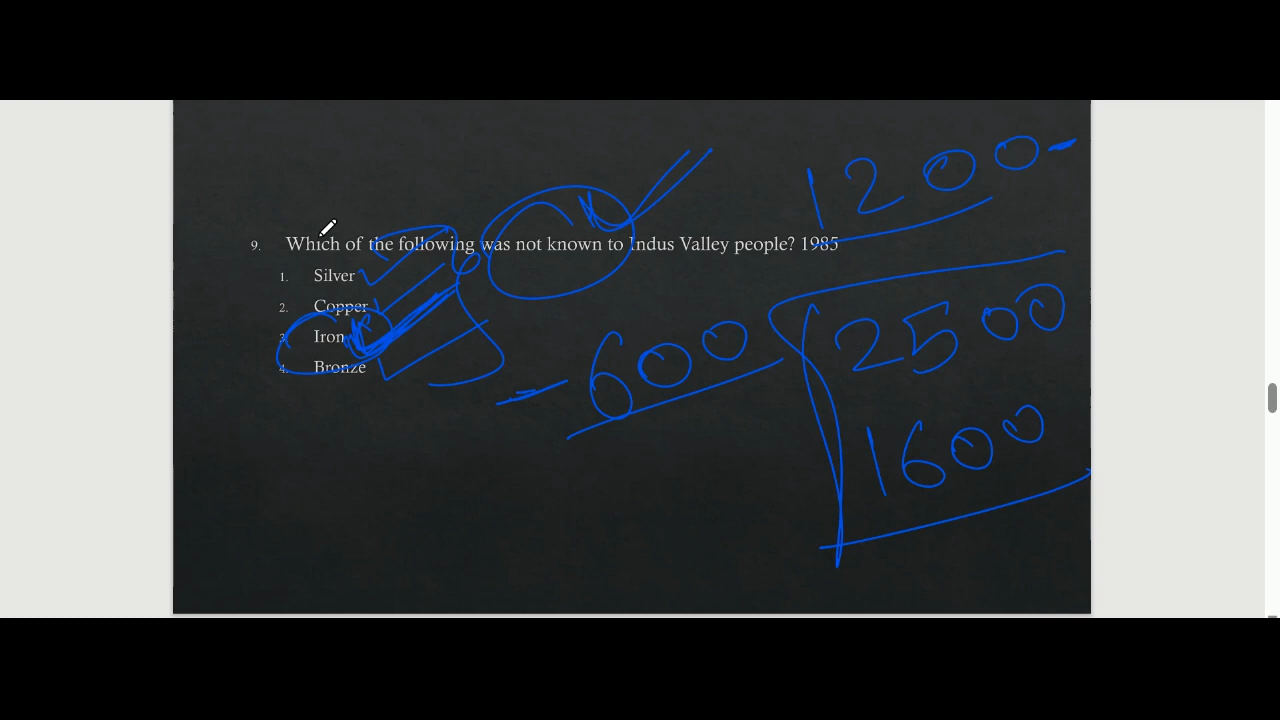 1200-
9. Which of the following was not known to Indus Valley people? 1985
1. Silver
2. Copper
3. Iron
4. Bronze
2500
- 600
1600